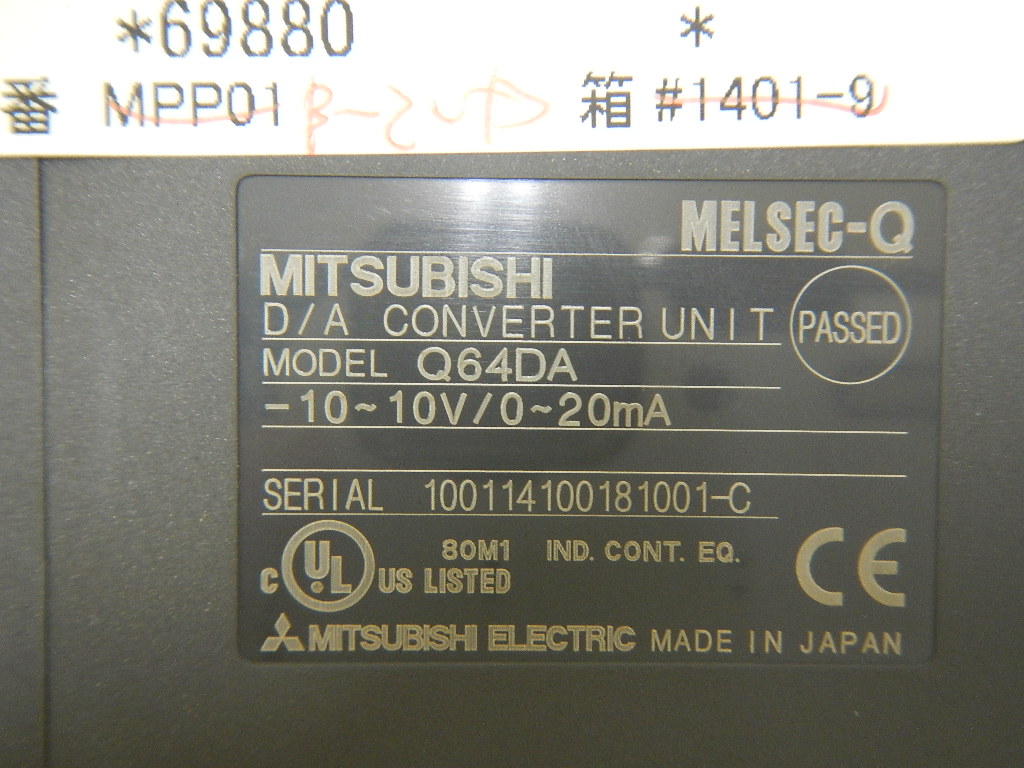 *69880 *
番 MPP01 箱 #1401-9
MELSEC-Q
MITSUBISHI
D/A CONVERTER UNIT
PASSED
MODEL Q64DA
-10~10V/0~20mA
SERIAL 100114100181001-C
C UL US LISTED 80M1 IND. CONT. EQ.
CE
MITSUBISHI ELECTRIC MADE IN JAPAN